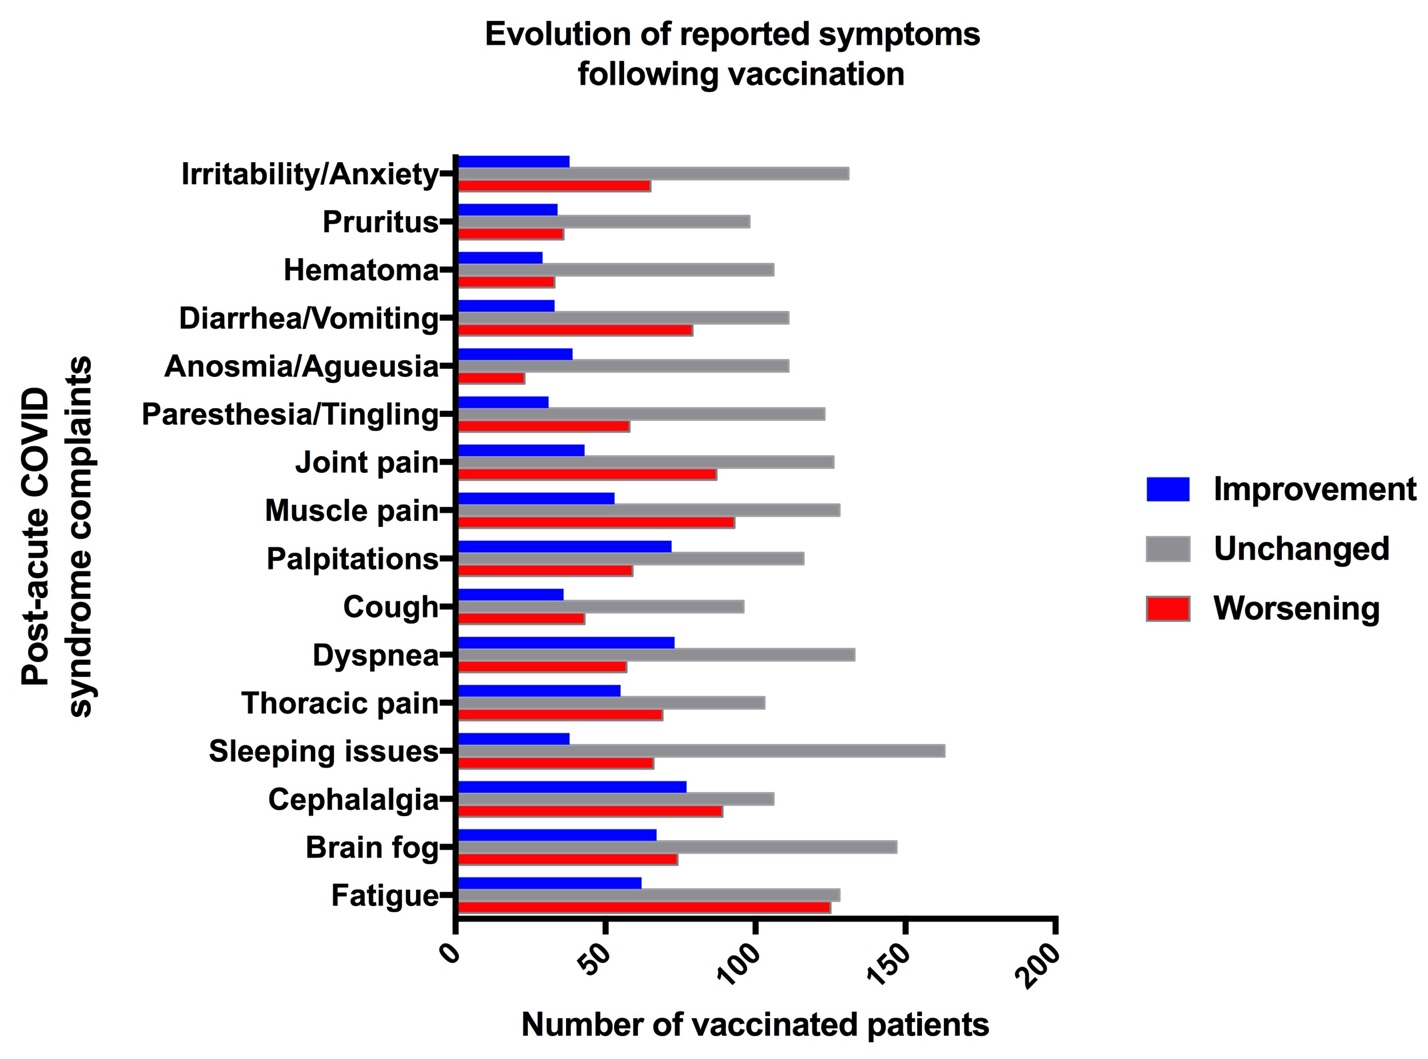 Evolution of reported symptoms
following vaccination
Post-acute COVID
syndrome complaints
Irritability/Anxiety
Pruritus
Hematoma
Diarrhea/Vomiting
Anosmia/Agueusia
Paresthesia/Tingling
Joint pain
Muscle pain
Palpitations
Cough
Dyspnea
Thoracic pain
Sleeping issues
Cephalalgia
Brain fog
Fatigue
Improvement
Unchanged
Worsening
0 50 100 150 200
Number of vaccinated patients